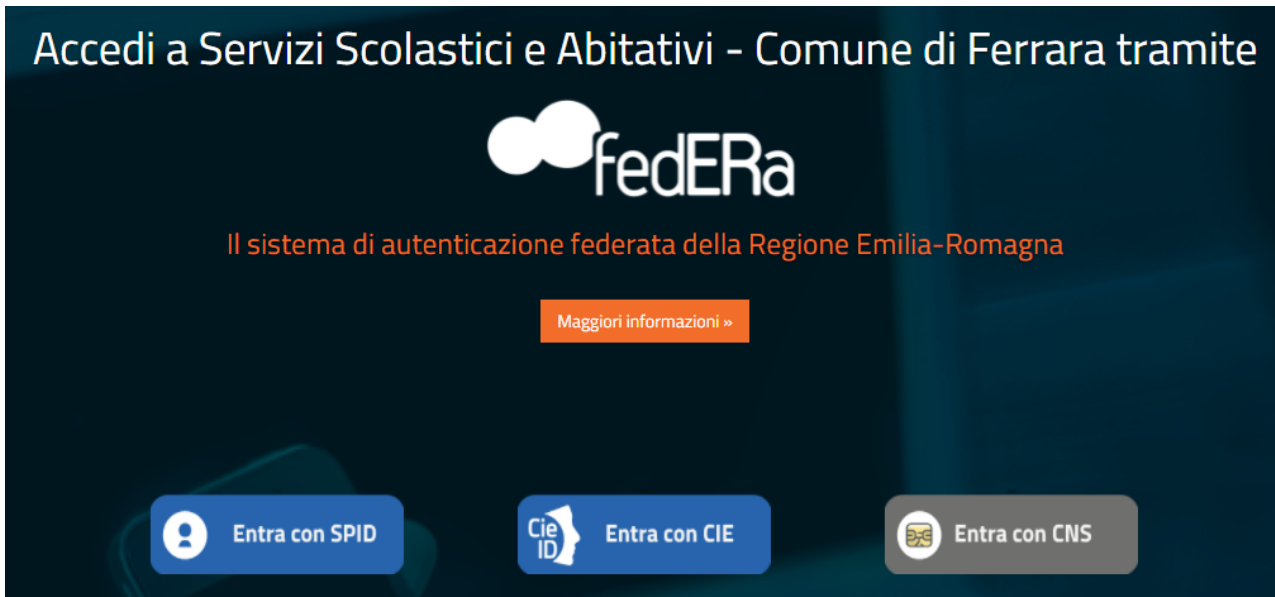 Accedi a Servizi Scolastici e Abitativi - Comune di Ferrara tramite
fedERa
Il sistema di autenticazione federata della Regione Emilia-Romagna
Maggiori informazioni »
Entra con SPID
Cie
ID
Entra con CIE
Entra con CNS